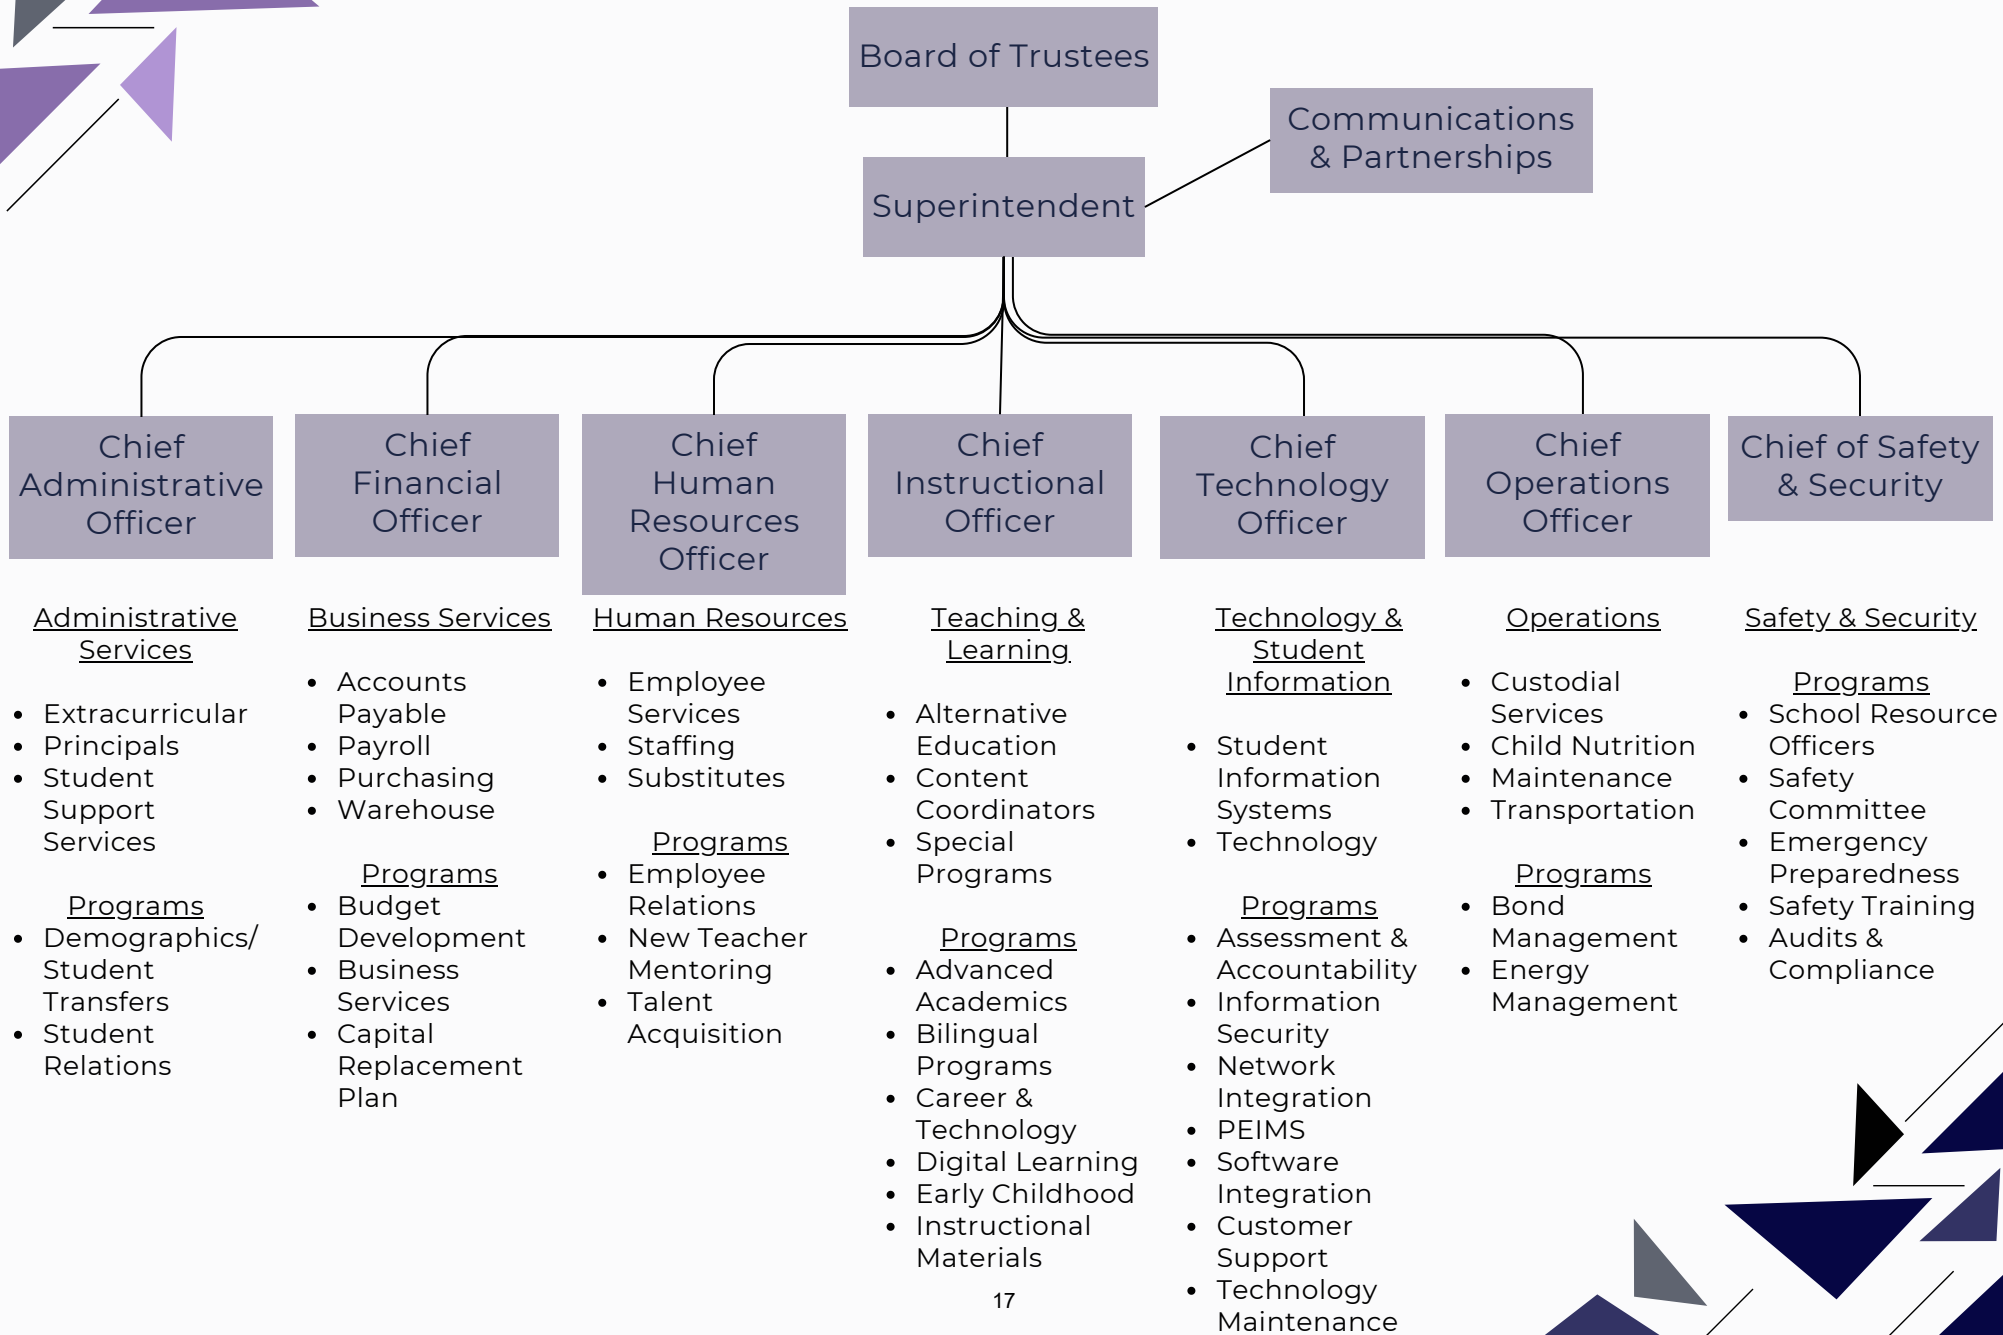 Board of Trustees
Communications
& Partnerships
Superintendent
Chief
Administrative
Officer
Chief
Financial
Officer
Chief
Human
Resources
Officer
Chief
Instructional
Officer
Chief
Technology
Officer
Chief
Operations
Officer
Chief of Safety
& Security
Administrative
Services
• Extracurricular
• Principals
• Student
Support
Services
Programs
• Demographics/
Student
Transfers
• Student
Relations
Business Services
• Accounts
Payable
• Payroll
• Purchasing
• Warehouse
Programs
• Budget
Development
• Business
Services
• Capital
Replacement
Plan
Human Resources
• Employee
Services
• Staffing
• Substitutes
Programs
• Employee
Relations
• New Teacher
Mentoring
• Talent
Acquisition
Teaching &
Learning
• Alternative
Education
• Content
Coordinators
• Special
Programs
Programs
• Advanced
Academics
• Bilingual
Programs
• Career &
Technology
• Digital Learning
• Early Childhood
• Instructional
Materials
Technology &
Student
Information
• Student
Information
Systems
• Technology
Programs
• Assessment &
Accountability
• Information
Security
• Network
Integration
• PEIMS
• Software
Integration
• Customer
Support
• Technology
Maintenance
Operations
• Custodial
Services
• Child Nutrition
• Maintenance
• Transportation
Programs
• Bond
Management
• Energy
Management
Safety & Security
Programs
• School Resource
Officers
• Safety
Committee
• Emergency
Preparedness
• Safety Training
• Audits &
Compliance
17